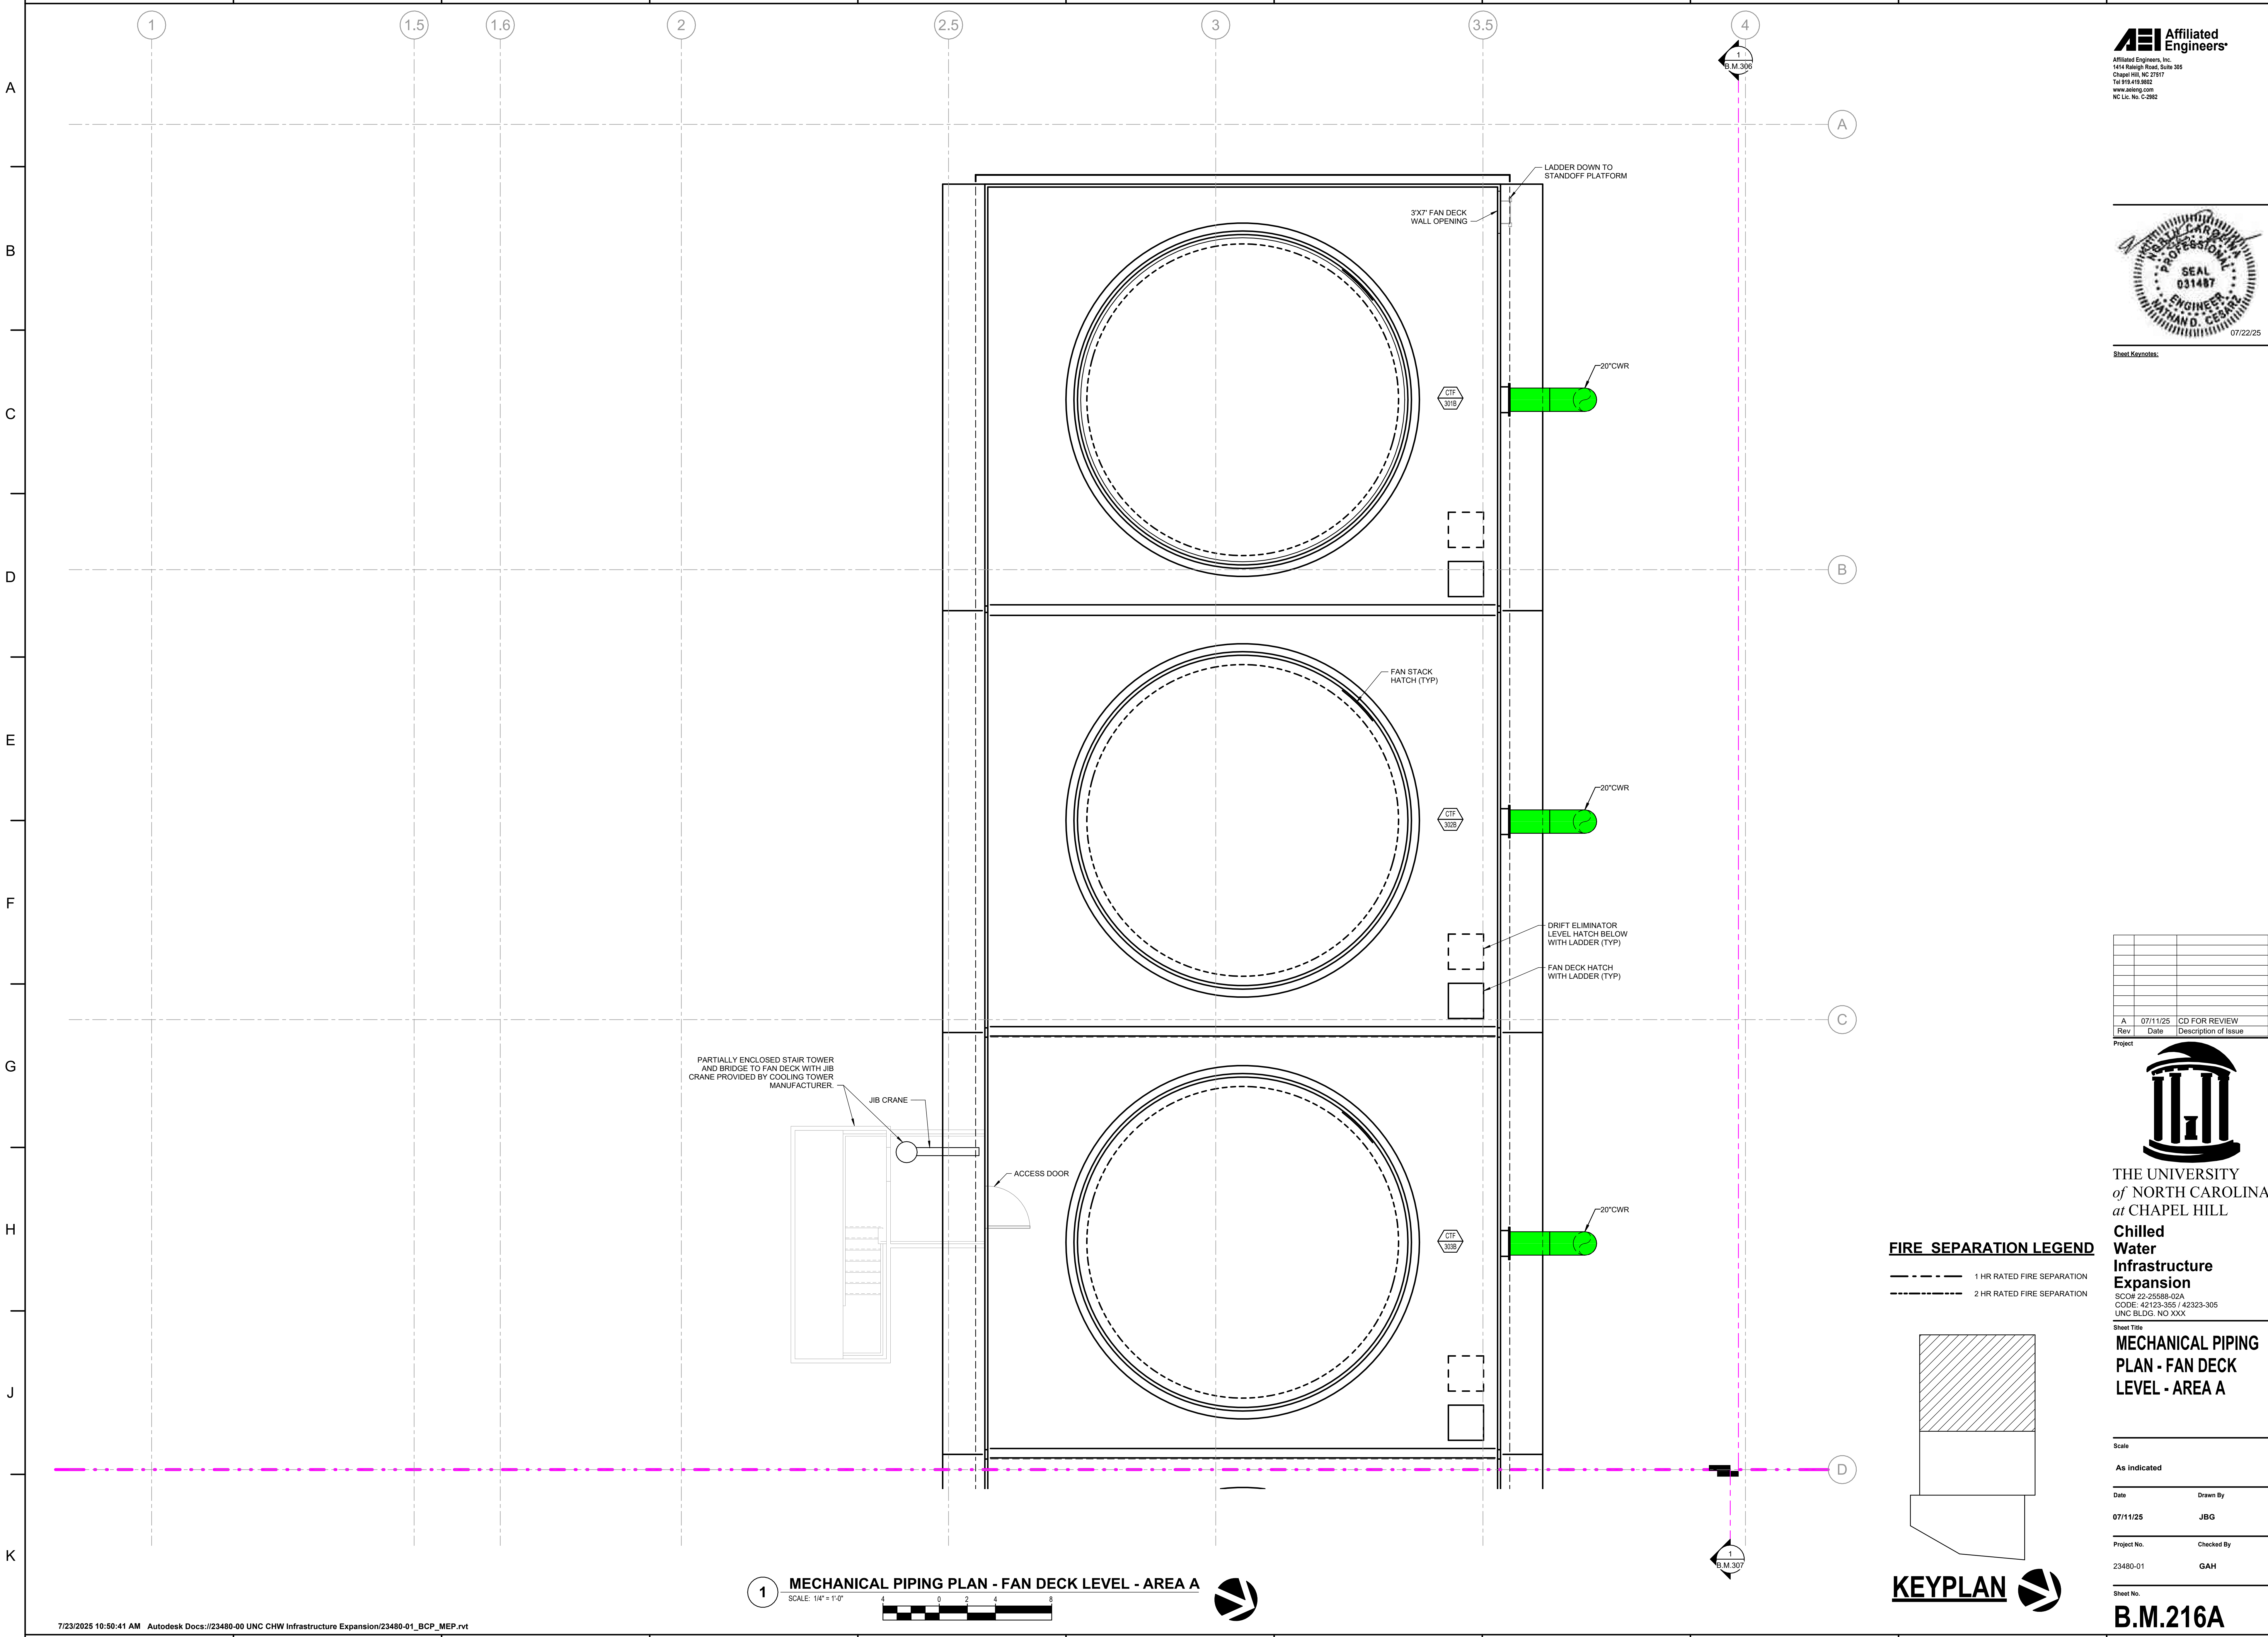 1
1.5
1.6
2
2.5
3
3.5
4
A
B
C
D
E
F
G
H
J
K
1
B.M.306
A
LADDER DOWN TO
STANDOFF PLATFORM
3'X7' FAN DECK
WALL OPENING
20"CWR
CTF
301B
B
FAN STACK
HATCH (TYP)
20"CWR
CTF
302B
DRIFT ELIMINATOR
LEVEL HATCH BELOW
WITH LADDER (TYP)
FAN DECK HATCH
WITH LADDER (TYP)
C
PARTIALLY ENCLOSED STAIR TOWER
AND BRIDGE TO FAN DECK WITH JIB
CRANE PROVIDED BY COOLING TOWER
MANUFACTURER.
JIB CRANE
ACCESS DOOR
20"CWR
CTF
303B
D
1
B.M.307
1
MECHANICAL PIPING PLAN - FAN DECK LEVEL - AREA A
SCALE: 1/4" = 1'-0"
4 0 2 4 8
7/23/2025 10:50:41 AM Autodesk Docs://23480-00 UNC CHW Infrastructure Expansion/23480-01_BCP_MEP.rvt
FIRE SEPARATION LEGEND
1 HR RATED FIRE SEPARATION
2 HR RATED FIRE SEPARATION
KEYPLAN
AEI Affiliated
Engineers
Affiliated Engineers, Inc.
1414 Raleigh Road, Suite 305
Chapel Hill, NC 27517
Tel 919.419.9802
www.aeieng.com
NC Lic. No. C-2982
NORTH CAROLINA
PROFESSIONAL
SEAL
031487
ENGINEER
NATHAN D. CESARZ
07/22/25
Sheet Keynotes:
A 07/11/25 CD FOR REVIEW
Rev Date Description of Issue
Project
THE UNIVERSITY
of NORTH CAROLINA
at CHAPEL HILL
Chilled
Water
Infrastructure
Expansion
SCO# 22-25588-02A
CODE: 42123-355 / 42323-305
UNC BLDG. NO XXX
Sheet Title
MECHANICAL PIPING
PLAN - FAN DECK
LEVEL - AREA A
Scale
As indicated
Date Drawn By
07/11/25 JBG
Project No. Checked By
23480-01 GAH
Sheet No.
B.M.216A